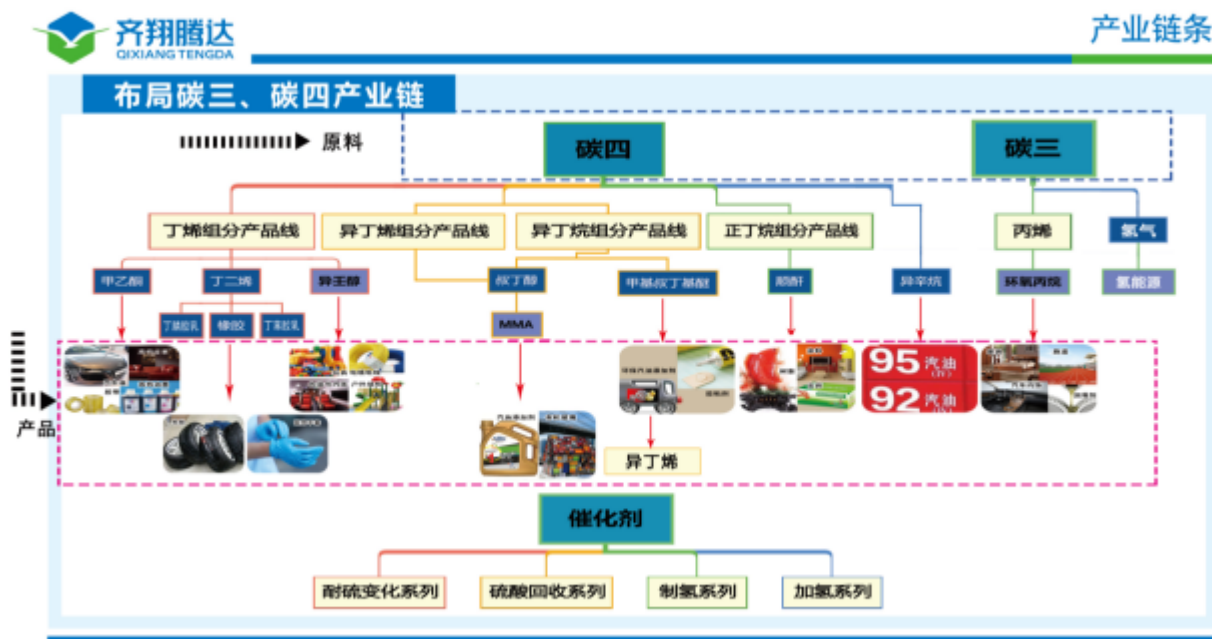 齐翔腾达
QIXIANG TENGDA
产业链条
布局碳三、碳四产业链
原料
碳四
碳三
丁烯组分产品线
异丁烯组分产品线
异丁烷组分产品线
正丁烷组分产品线
丙烯
氢气
甲乙酮
丁二烯
异壬醇
叔丁醇
甲基叔丁基醚
顺酐
异辛烷
环氧丙烷
氢能源
丁腈胶乳
橡胶
丁苯胶乳
MMA
95 汽油
92 汽油
产品
异丁烯
催化剂
耐硫变化系列
硫酸回收系列
制氢系列
加氢系列